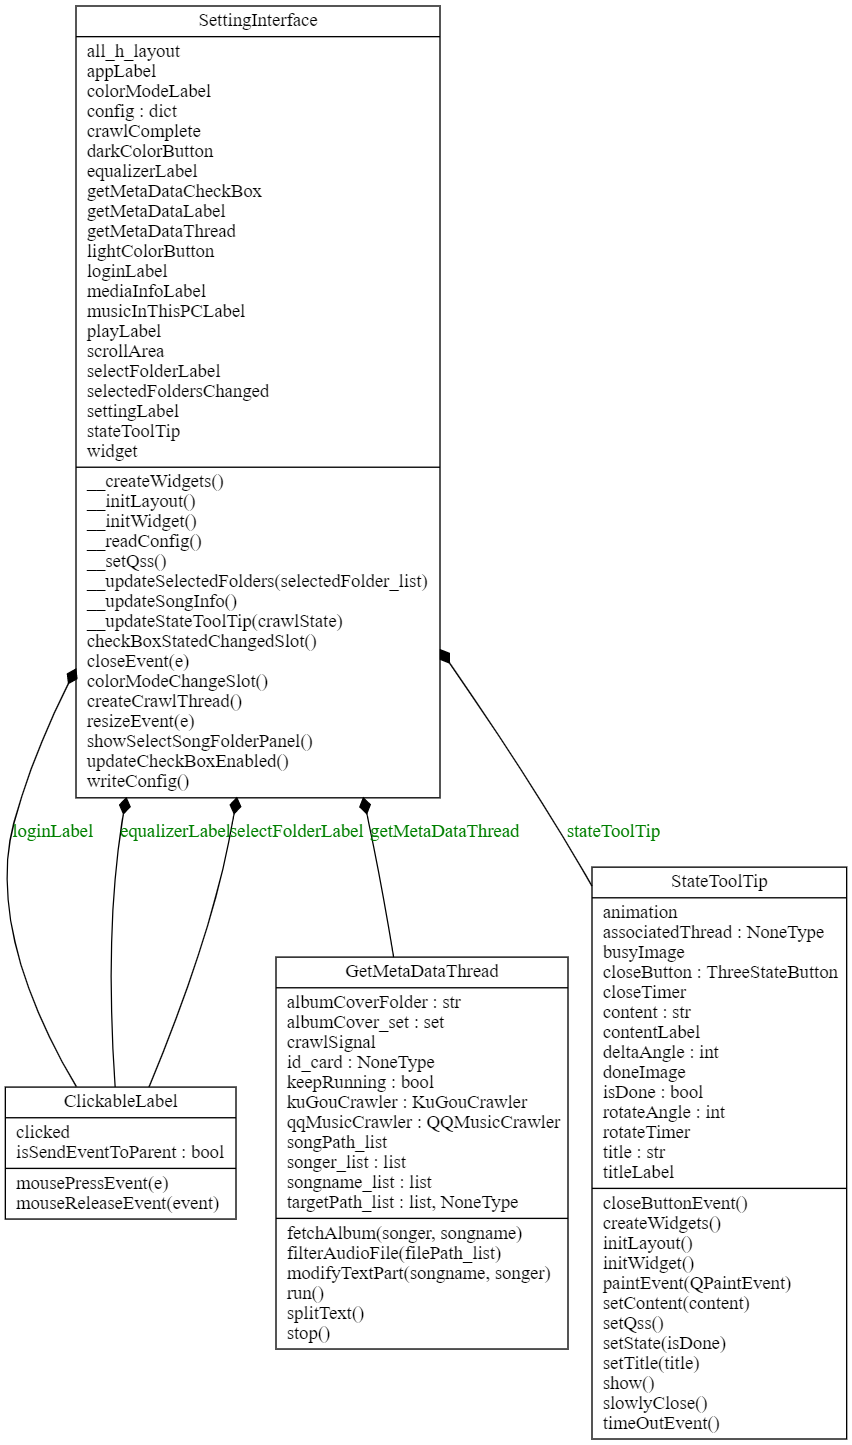 SettingInterface
all_h_layout
appLabel
colorModeLabel
config : dict
crawlComplete
darkColorButton
equalizerLabel
getMetaDataCheckBox
getMetaDataLabel
getMetaDataThread
lightColorButton
loginLabel
mediaInfoLabel
musicInThisPCLabel
playLabel
scrollArea
selectFolderLabel
selectedFoldersChanged
settingLabel
stateToolTip
widget
__createWidgets()
__initLayout()
__initWidget()
__readConfig()
__setQss()
__updateSelectedFolders(selectedFolder_list)
__updateSongInfo()
__updateStateToolTip(crawlState)
checkBoxStatedChangedSlot()
closeEvent(e)
colorModeChangeSlot()
createCrawlThread()
resizeEvent(e)
showSelectSongFolderPanel()
updateCheckBoxEnabled()
writeConfig()
loginLabel
equalizerLabel
selectFolderLabel
getMetaDataThread
stateToolTip
ClickableLabel
clicked
isSendEventToParent : bool
mousePressEvent(e)
mouseReleaseEvent(event)
GetMetaDataThread
albumCoverFolder : str
albumCover_set : set
crawlSignal
id_card : NoneType
keepRunning : bool
kuGouCrawler : KuGouCrawler
qqMusicCrawler : QQMusicCrawler
songPath_list
songer_list : list
songname_list : list
targetPath_list : list, NoneType
fetchAlbum(songer, songname)
filterAudioFile(filePath_list)
modifyTextPart(songname, songer)
run()
splitText()
stop()
StateToolTip
animation
associatedThread : NoneType
busyImage
closeButton : ThreeStateButton
closeTimer
content : str
contentLabel
deltaAngle : int
doneImage
isDone : bool
rotateAngle : int
rotateTimer
title : str
titleLabel
closeButtonEvent()
createWidgets()
initLayout()
initWidget()
paintEvent(QPaintEvent)
setContent(content)
setQss()
setState(isDone)
setTitle(title)
show()
slowlyClose()
timeOutEvent()